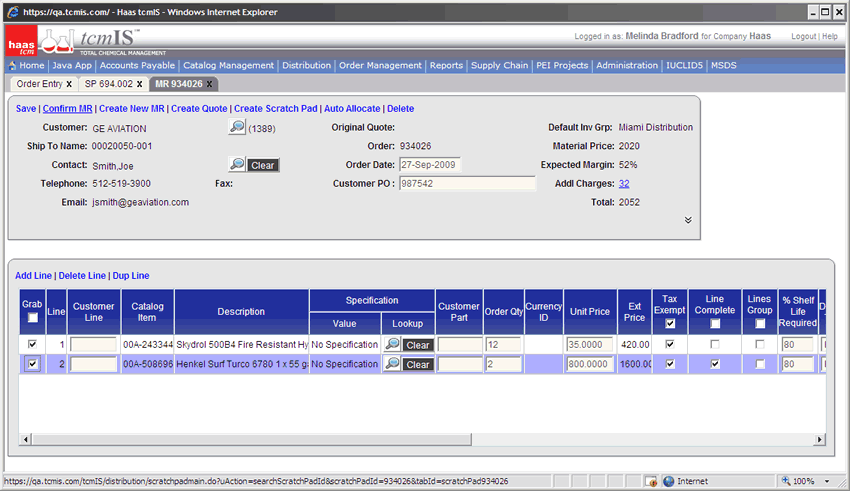 https://qa.tcmis.com/ - Haas tcmIS - Windows Internet Explorer
haas tcm tcmIS™ TOTAL CHEMICAL MANAGEMENT
Logged in as: Melinda Bradford for Company Haas Logout | Help
Home | Java App | Accounts Payable | Catalog Management | Distribution | Order Management | Reports | Supply Chain | PEI Projects | Administration | IUCLID5 | MSDS
Order Entry X SP 694.002 X MR 934026 X
Save | Confirm MR | Create New MR | Create Quote | Create Scratch Pad | Auto Allocate | Delete
Customer: GE AVIATION (1389) Original Quote: Default Inv Grp: Miami Distribution
Ship To Name: 00020050-001 Order: 934026 Material Price: 2020
Contact: Smith,Joe Clear Order Date: 27-Sep-2009 Expected Margin: 52%
Telephone: 512-519-3900 Fax: Customer PO : 987542 Addl Charges: 32
Email: jsmith@geaviation.com Total: 2052
Add Line | Delete Line | Dup Line
Grab Line Customer Line Catalog Item Description Specification Value Lookup Customer Part Order Qty Currency ID Unit Price Ext Price Tax Exempt Line Complete Lines Group % Shelf Life Required D
1 00A-243344 Skydrol 500B4 Fire Resistant Hy No Specification Clear 12 35.0000 420.00 80
2 00A-508696 Henkel Surf Turco 6780 1 x 55 ga No Specification Clear 2 800.0000 1600.00 80
https://qa.tcmis.com/tcmIS/distribution/scratchpadmain.do?uAction=searchScratchPadId&scratchPadId=934026&tabId=scratchPad934026 Internet 100%